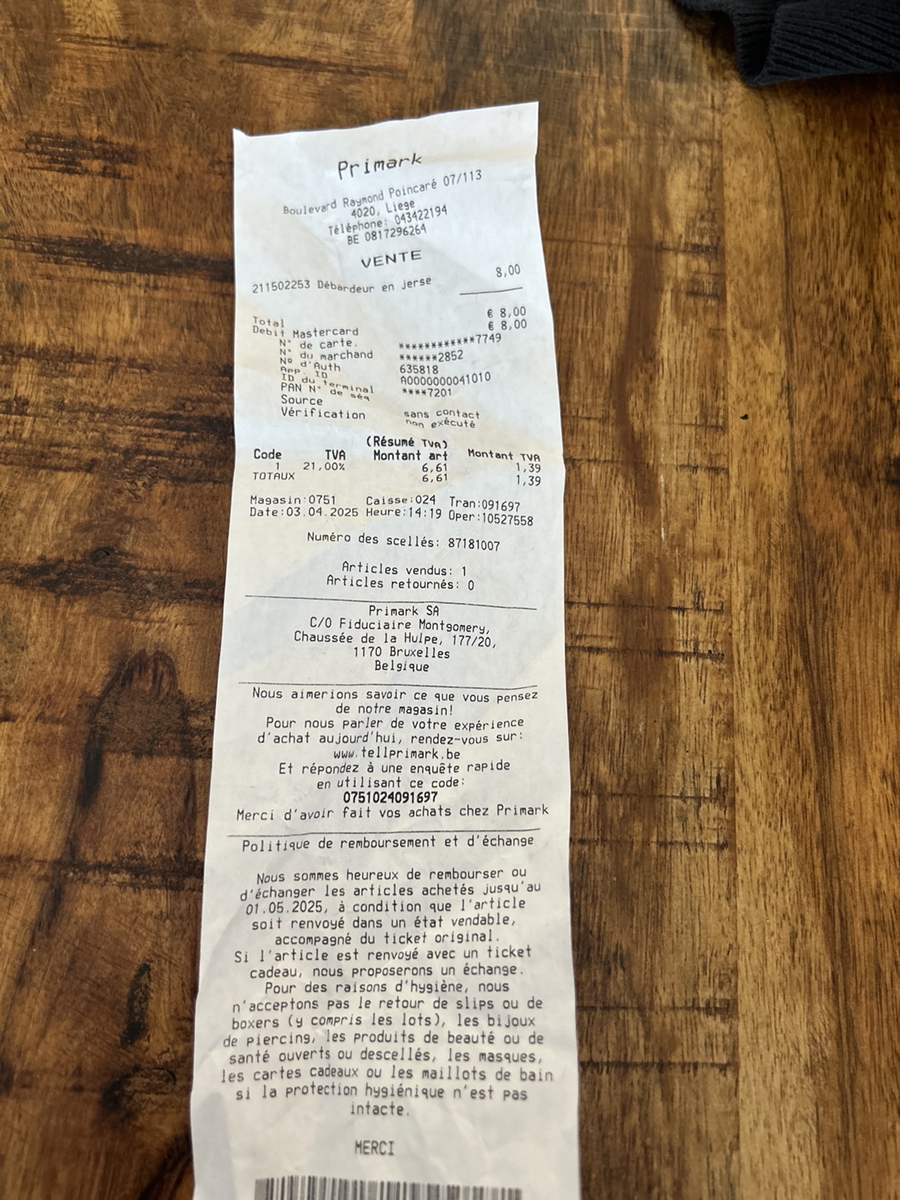 Primark
Boulevard Raymond Poincaré 07/113
4020, Liege
Téléphone: 043422194
BE 0817296264
VENTE
211502253 Débardeur en jerse 8,00
Total € 8,00
Debit Mastercard € 8,00
N° de carte. ************7749
N° du marchand ******2852
Nº d'Auth 635818
App. ID A0000000041010
ID du terminal ****7201
PAN N° de séq
Source sans contact
Vérification non exécuté
(Résumé TVA)
Code TVA Montant art Montant TVA
1 21,00% 6,61 1,39
TOTAUX 6,61 1,39
Magasin:0751 Caisse:024 Tran:091697
Date:03.04.2025 Heure:14:19 Oper:10527558
Numéro des scellés: 87181007
Articles vendus: 1
Articles retournés: 0
Primark SA
C/O Fiduciaire Montgomery,
Chaussée de la Hulpe, 177/20,
1170 Bruxelles
Belgique
Nous aimerions savoir ce que vous pensez
de notre magasin!
Pour nous parler de votre expérience
d'achat aujourd'hui, rendez-vous sur:
www.tellprimark.be
Et répondez à une enquête rapide
en utilisant ce code:
0751024091697
Merci d'avoir fait vos achats chez Primark
Politique de remboursement et d'échange
Nous sommes heureux de rembourser ou
d'échanger les articles achetés jusqu'au
01.05.2025, à condition que l'article
soit renvoyé dans un état vendable,
accompagné du ticket original.
Si l'article est renvoyé avec un ticket
cadeau, nous proposerons un échange.
Pour des raisons d'hygiène, nous
n'acceptons pas le retour de slips ou de
boxers (y compris les lots), les bijoux
de piercing, les produits de beauté ou de
santé ouverts ou descellés, les masques,
les cartes cadeaux ou les maillots de bain
si la protection hygiénique n'est pas
intacte.
MERCI